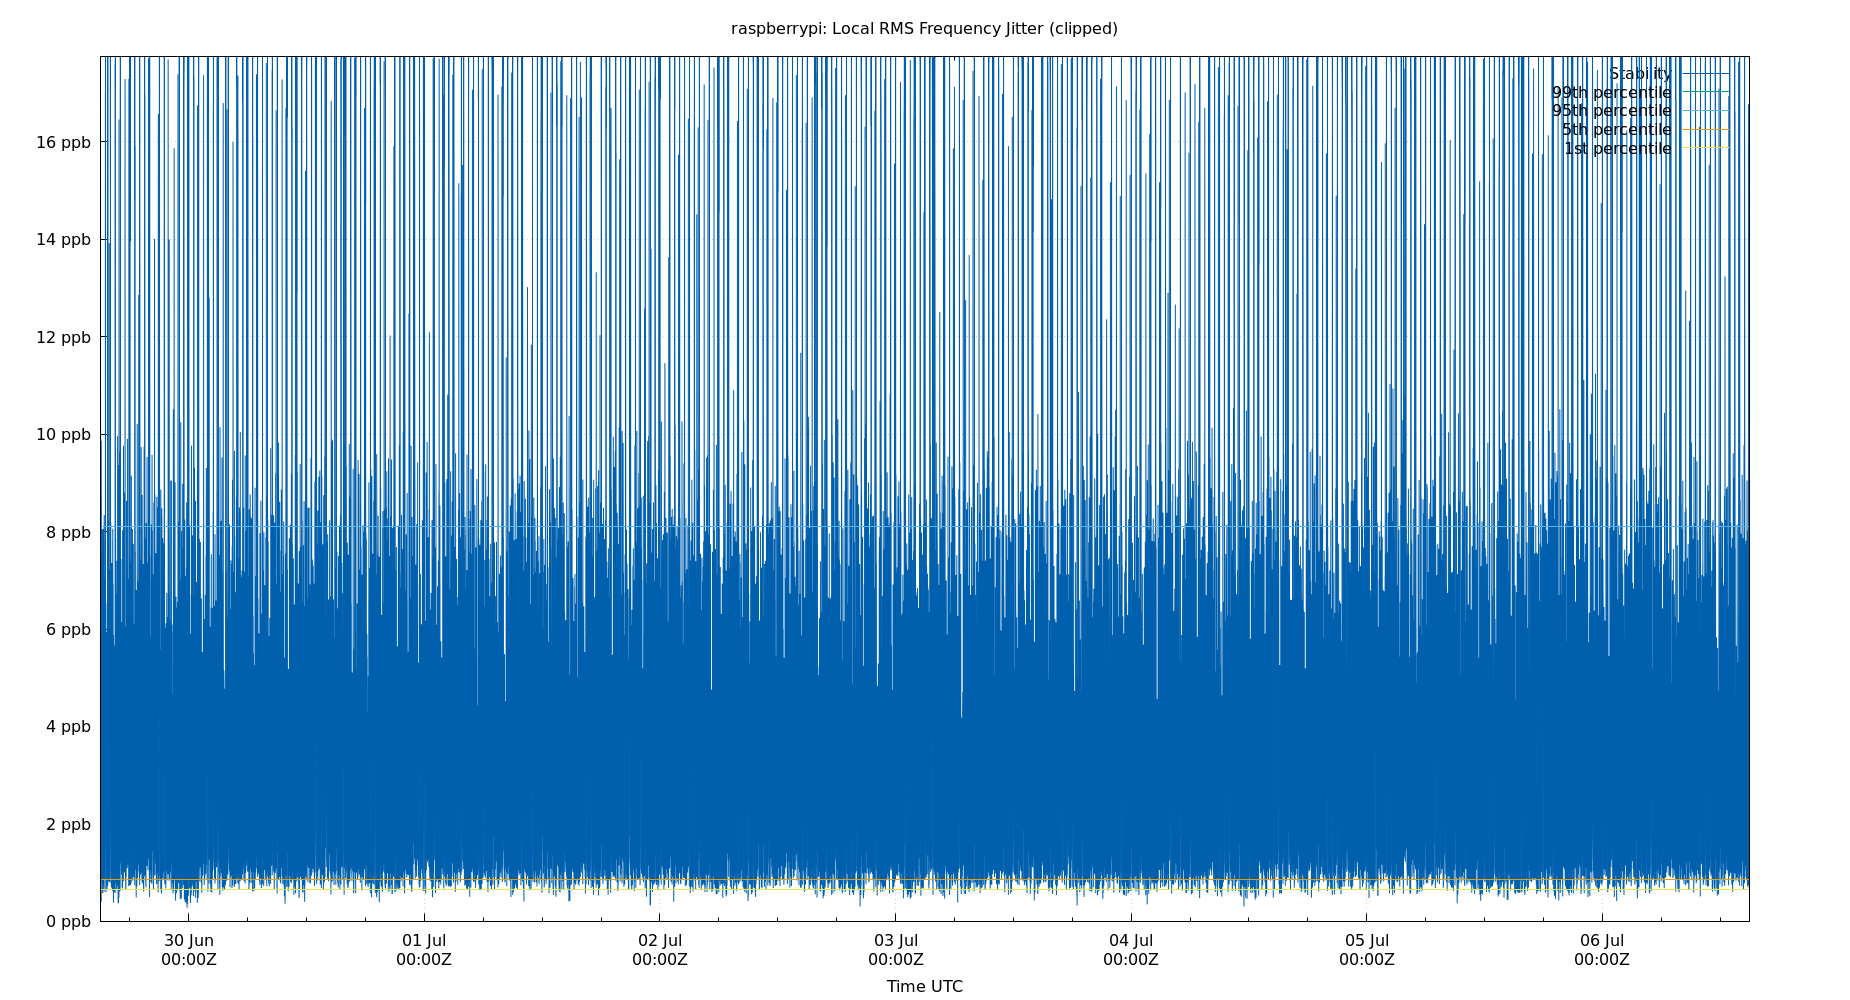 raspberrypi: Local RMS Frequency Jitter (clipped)
Stability
99th percentile
95th percentile
5th percentile
1st percentile
16 ppb
14 ppb
12 ppb
10 ppb
8 ppb
6 ppb
4 ppb
2 ppb
0 ppb
30 Jun 01 Jul 02 Jul 03 Jul 04 Jul 05 Jul 06 Jul
00:00Z 00:00Z 00:00Z 00:00Z 00:00Z 00:00Z 00:00Z
Time UTC